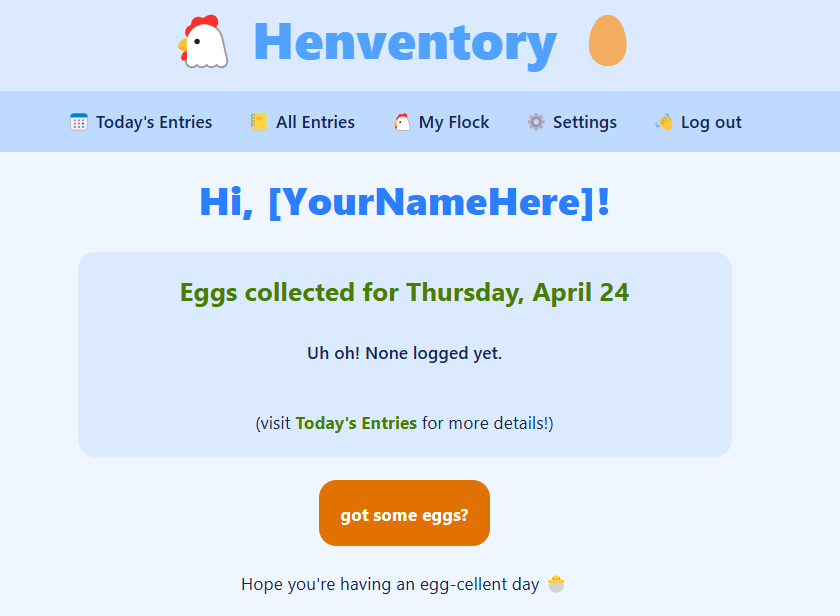 Henventory
Today's Entries All Entries My Flock Settings Log out
Hi, [YourNameHere]!
Eggs collected for Thursday, April 24
Uh oh! None logged yet.
(visit Today's Entries for more details!)
got some eggs?
Hope you're having an egg-cellent day